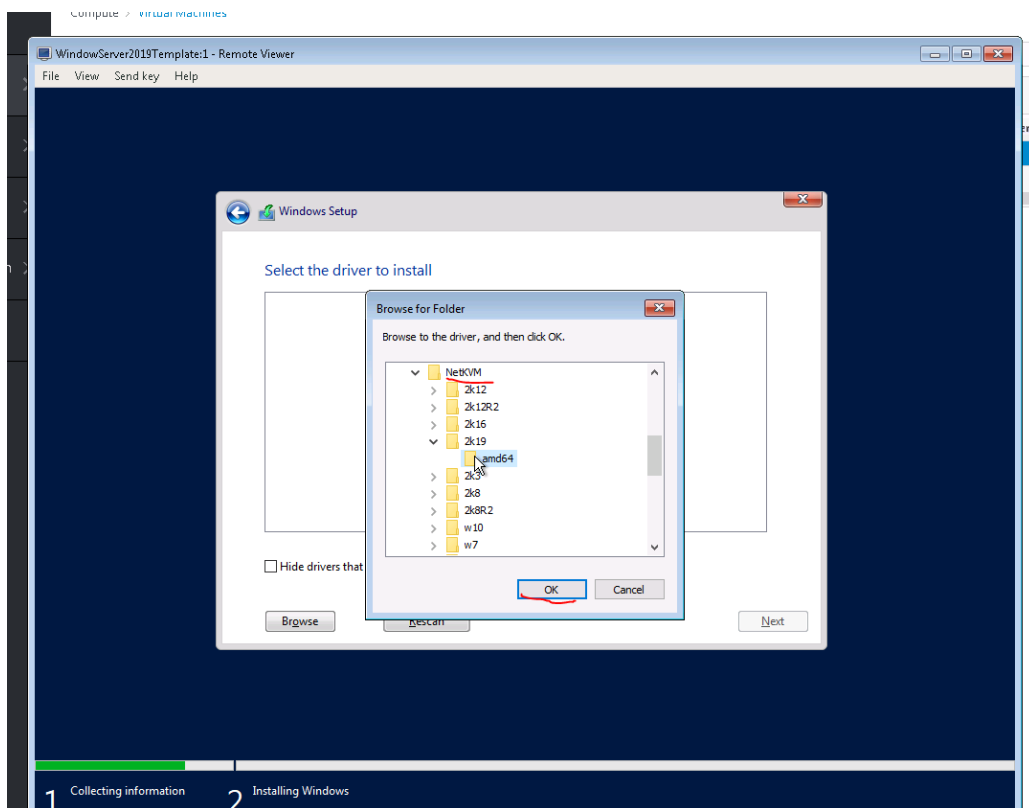 Compute > Virtual Machines
WindowServer2019Template:1 - Remote Viewer
File View Send key Help
Windows Setup
Select the driver to install
Browse for Folder
Browse to the driver, and then click OK.
NetKVM
2k12
2k12R2
2k16
2k19
amd64
2k3
2k8
2k8R2
w10
w7
Hide drivers that
OK Cancel
Browse Rescan Next
1 Collecting information 2 Installing Windows